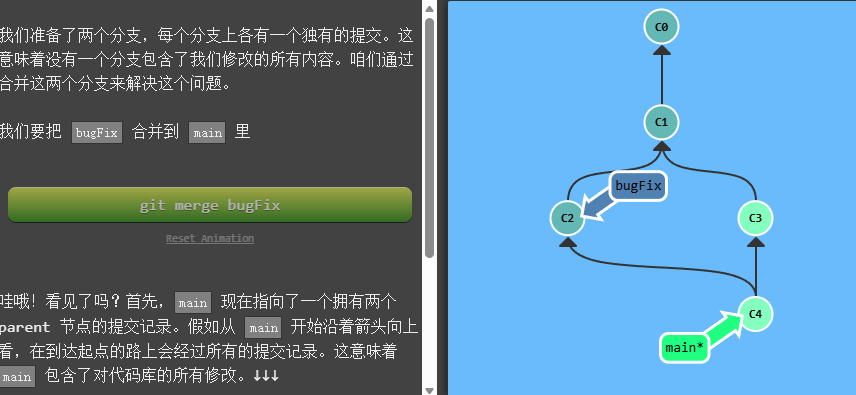 我们准备了两个分支，每个分支上各有一个独有的提交。这
意味着没有一个分支包含了我们修改的所有内容。咱们通过
合并这两个分支来解决这个问题。
我们要把 bugFix 合并到 main 里
git merge bugFix
Reset Animation
哇哦！看见了吗？首先，main 现在指向了一个拥有两个
parent 节点的提交记录。假如从 main 开始沿着箭头向上
看，在到达起点的路上会经过所有的提交记录。这意味着
main 包含了对代码库的所有修改。↓↓↓
C0
C1
bugFix
C2
C3
C4
main*